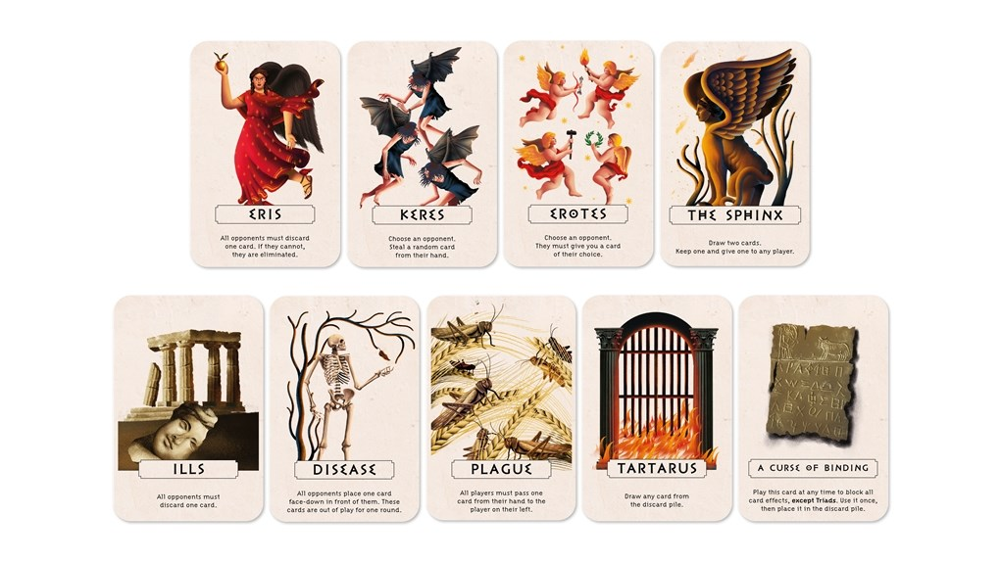 ERIS
All opponents must discard
one card. If they cannot,
they are eliminated.
KERES
Choose an opponent.
Steal a random card
from their hand.
EROTES
Choose an opponent.
They must give you a card
of their choice.
THE SPHINX
Draw two cards.
Keep one and give one to any player.
ILLS
All opponents must
discard one card.
DISEASE
All opponents place one card
face-down in front of them. These
cards are out of play for one round.
PLAGUE
All players must pass one
card from their hand to the
player on their left.
TARTARUS
Draw any card from
the discard pile.
A CURSE OF BINDING
Play this card at any time to block all
card effects, except Triads. Use it once,
then place it in the discard pile.